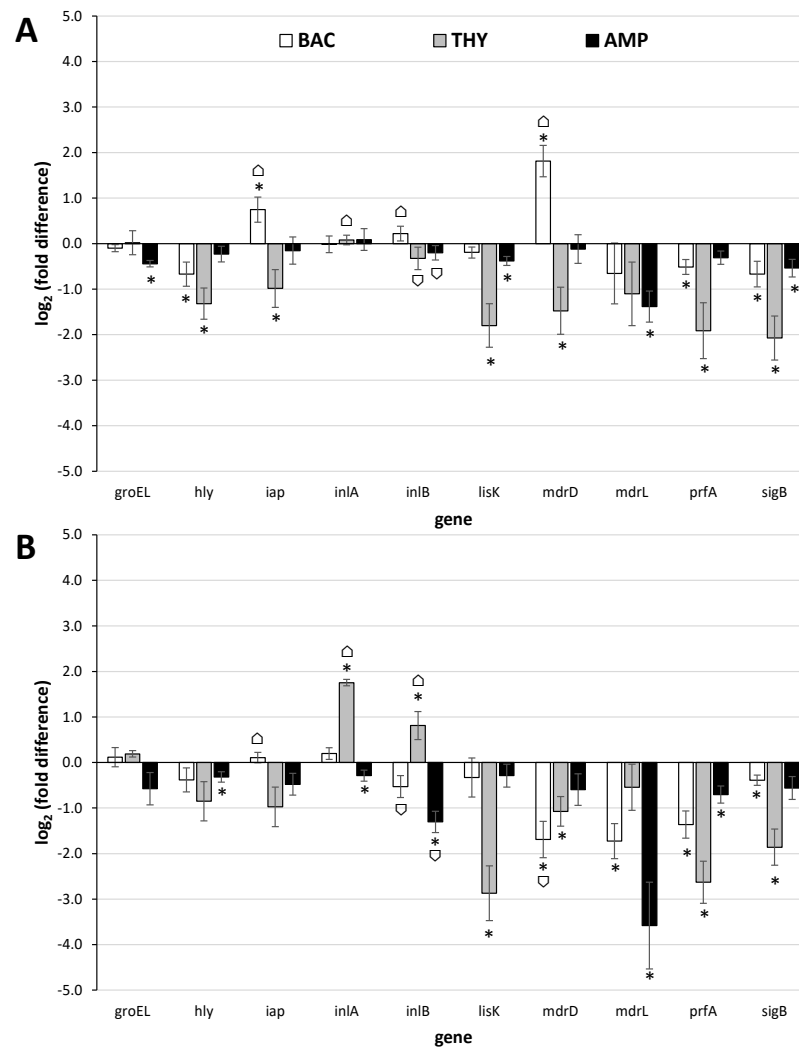 A
BAC THY AMP
5.0
4.0
3.0
2.0
1.0
0.0
-1.0
-2.0
-3.0
-4.0
-5.0
log2 (fold difference)
* * * * * * * * * * * * * * * *
groEL hly iap inlA inlB lisK mdrD mdrL prfA sigB
gene
B
5.0
4.0
3.0
2.0
1.0
0.0
-1.0
-2.0
-3.0
-4.0
-5.0
log2 (fold difference)
* * * * * * * * * * * * * * *
groEL hly iap inlA inlB lisK mdrD mdrL prfA sigB
gene